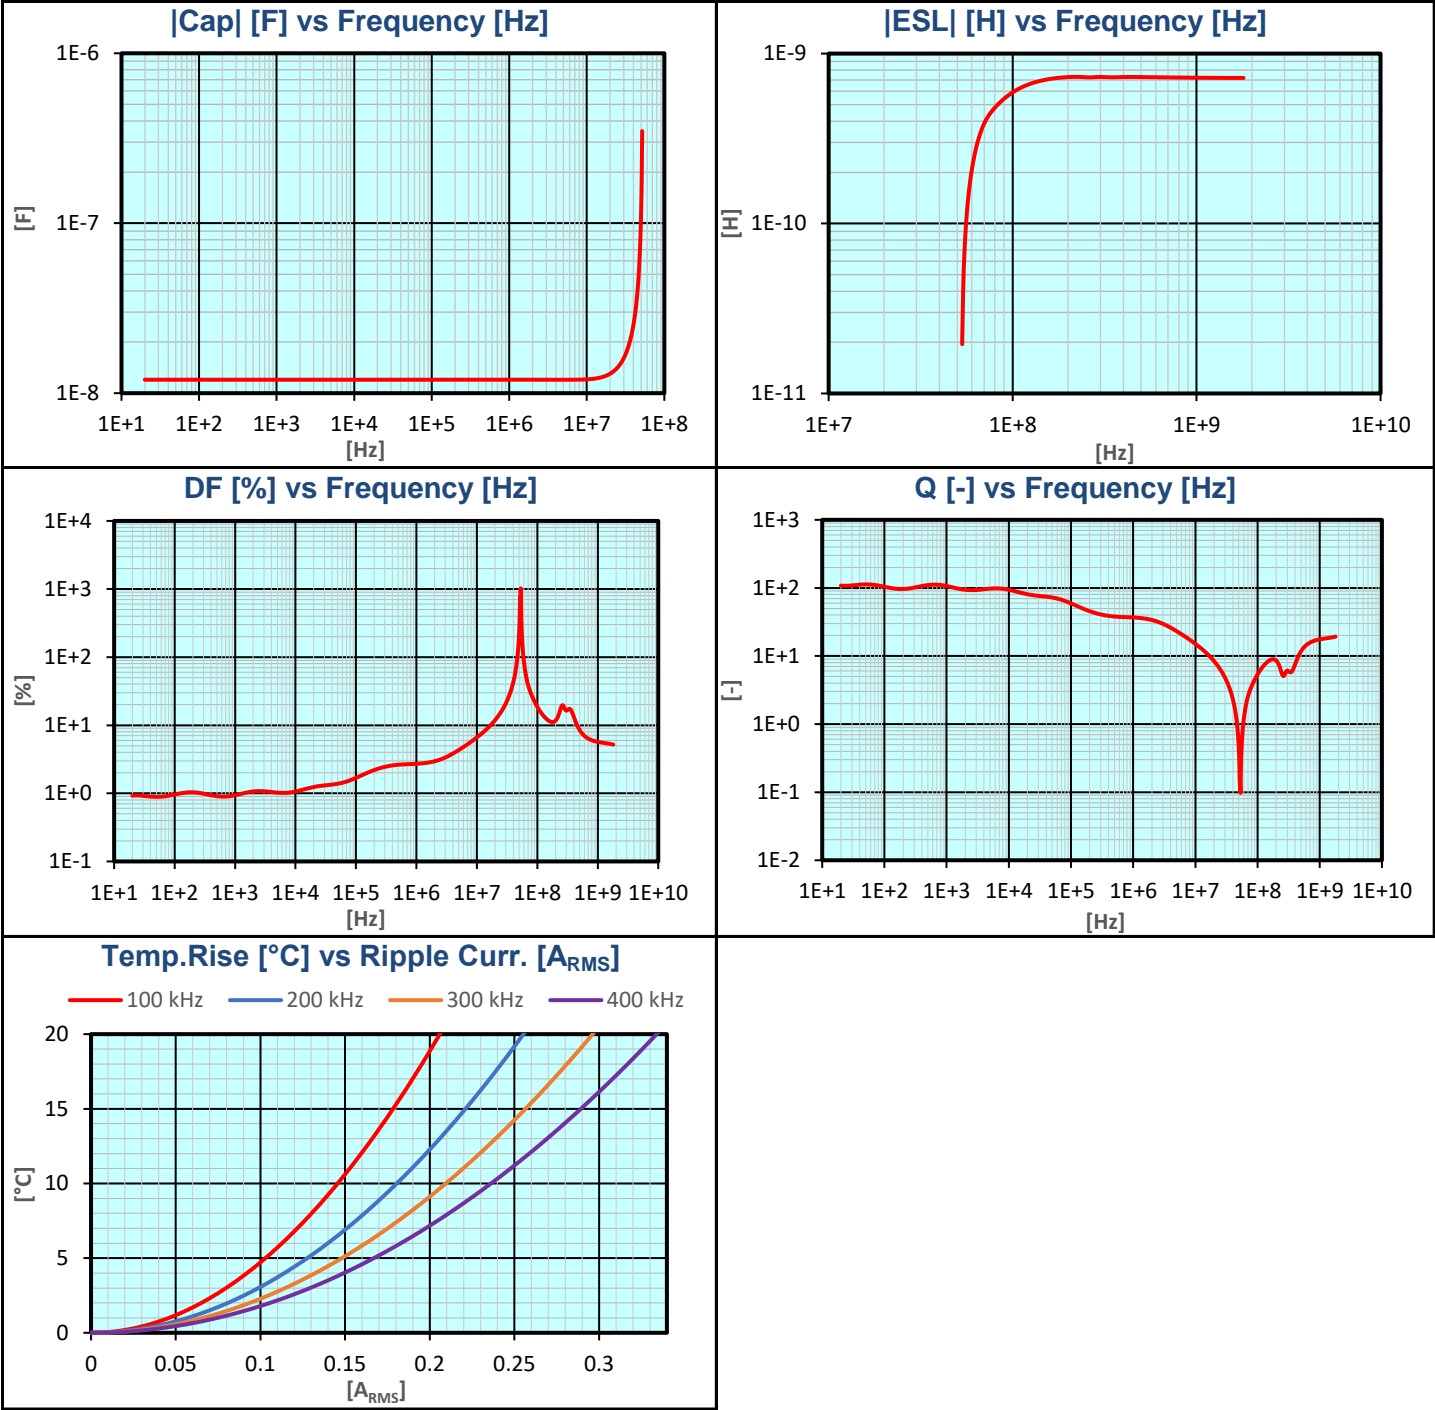 |Cap| [F] vs Frequency [Hz]
1E-6
1E-7
1E-8
[F]
1E+1 1E+2 1E+3 1E+4 1E+5 1E+6 1E+7 1E+8
[Hz]
|ESL| [H] vs Frequency [Hz]
1E-9
1E-10
1E-11
[H]
1E+7 1E+8 1E+9 1E+10
[Hz]
DF [%] vs Frequency [Hz]
1E+4
1E+3
1E+2
1E+1
1E+0
1E-1
[%]
1E+1 1E+2 1E+3 1E+4 1E+5 1E+6 1E+7 1E+8 1E+9 1E+10
[Hz]
Q [-] vs Frequency [Hz]
1E+3
1E+2
1E+1
1E+0
1E-1
1E-2
[-]
1E+1 1E+2 1E+3 1E+4 1E+5 1E+6 1E+7 1E+8 1E+9 1E+10
[Hz]
Temp.Rise [°C] vs Ripple Curr. [ARMS]
100 kHz 200 kHz 300 kHz 400 kHz
20
15
10
5
0
[°C]
0 0.05 0.1 0.15 0.2 0.25 0.3
[ARMS]